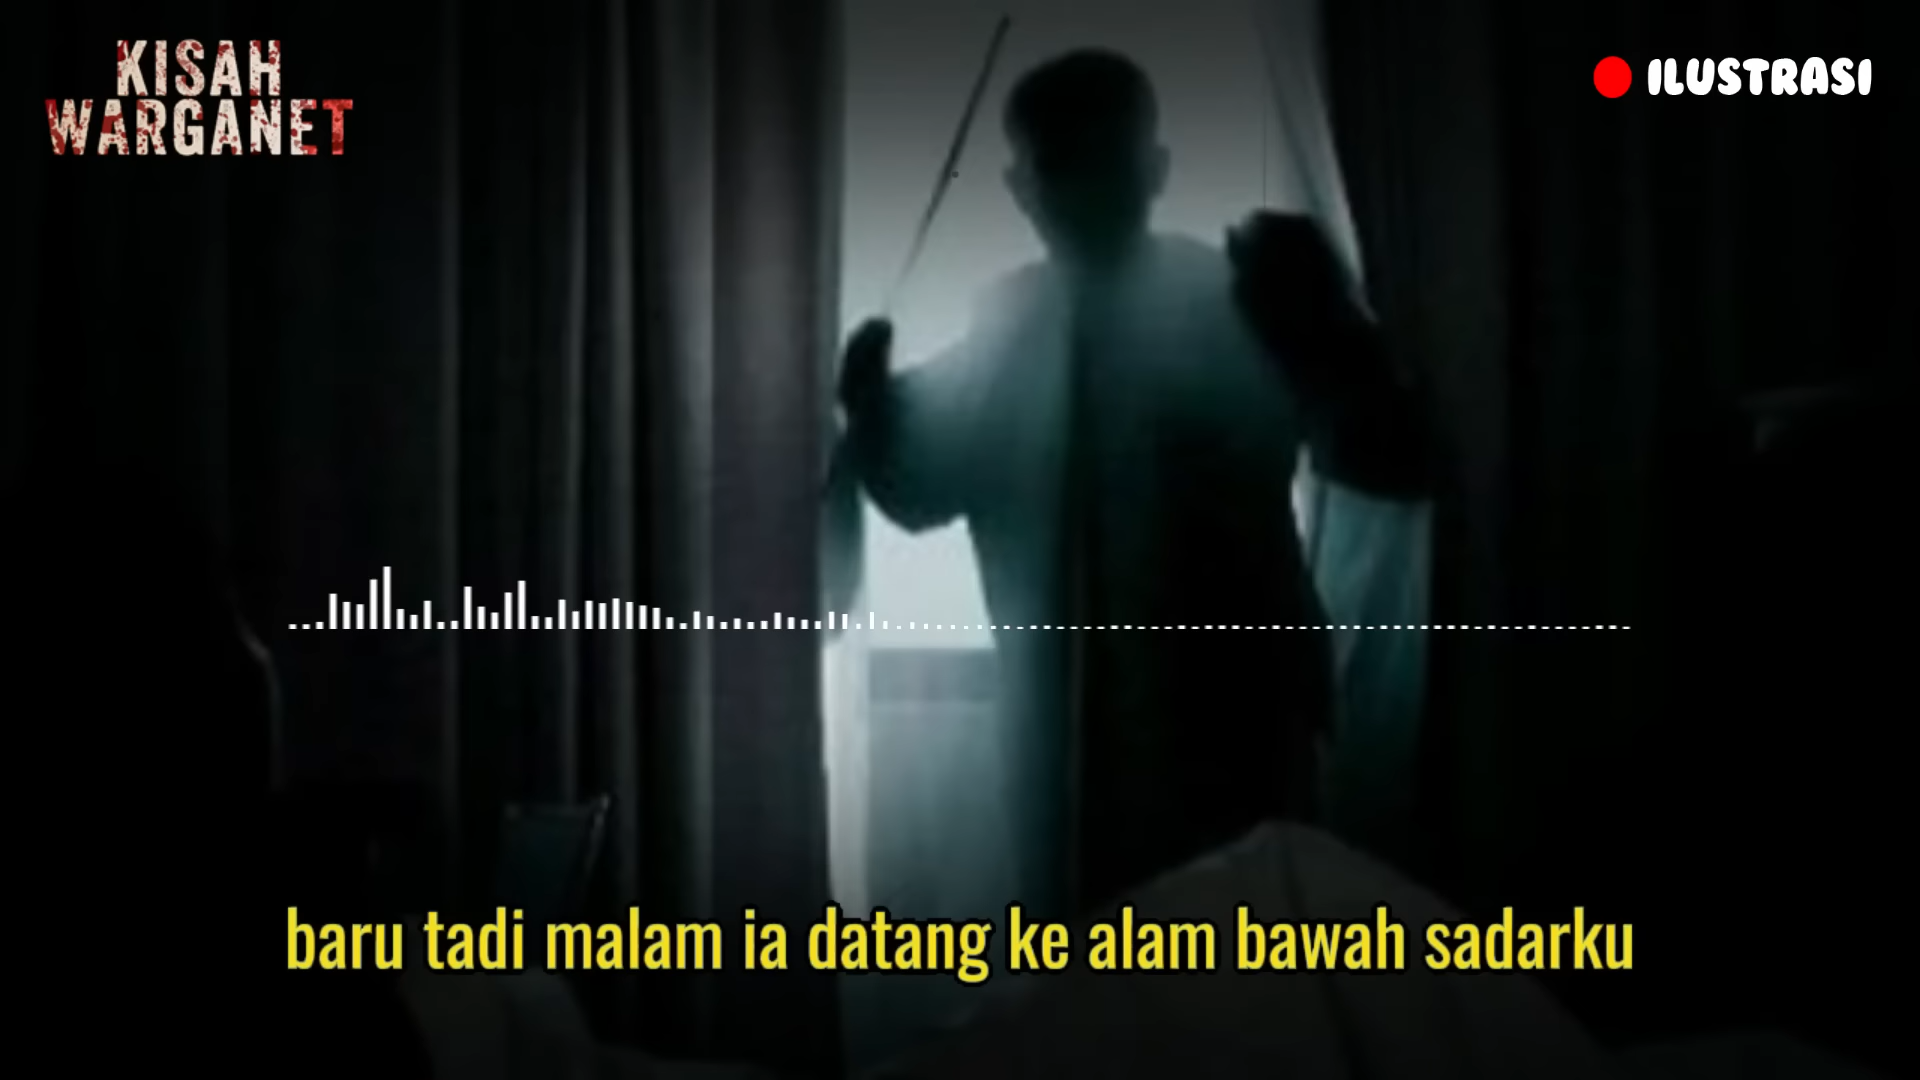 KISAH
WARGANET
ILUSTRASI
baru tadi malam ia datang ke alam bawah sadarku